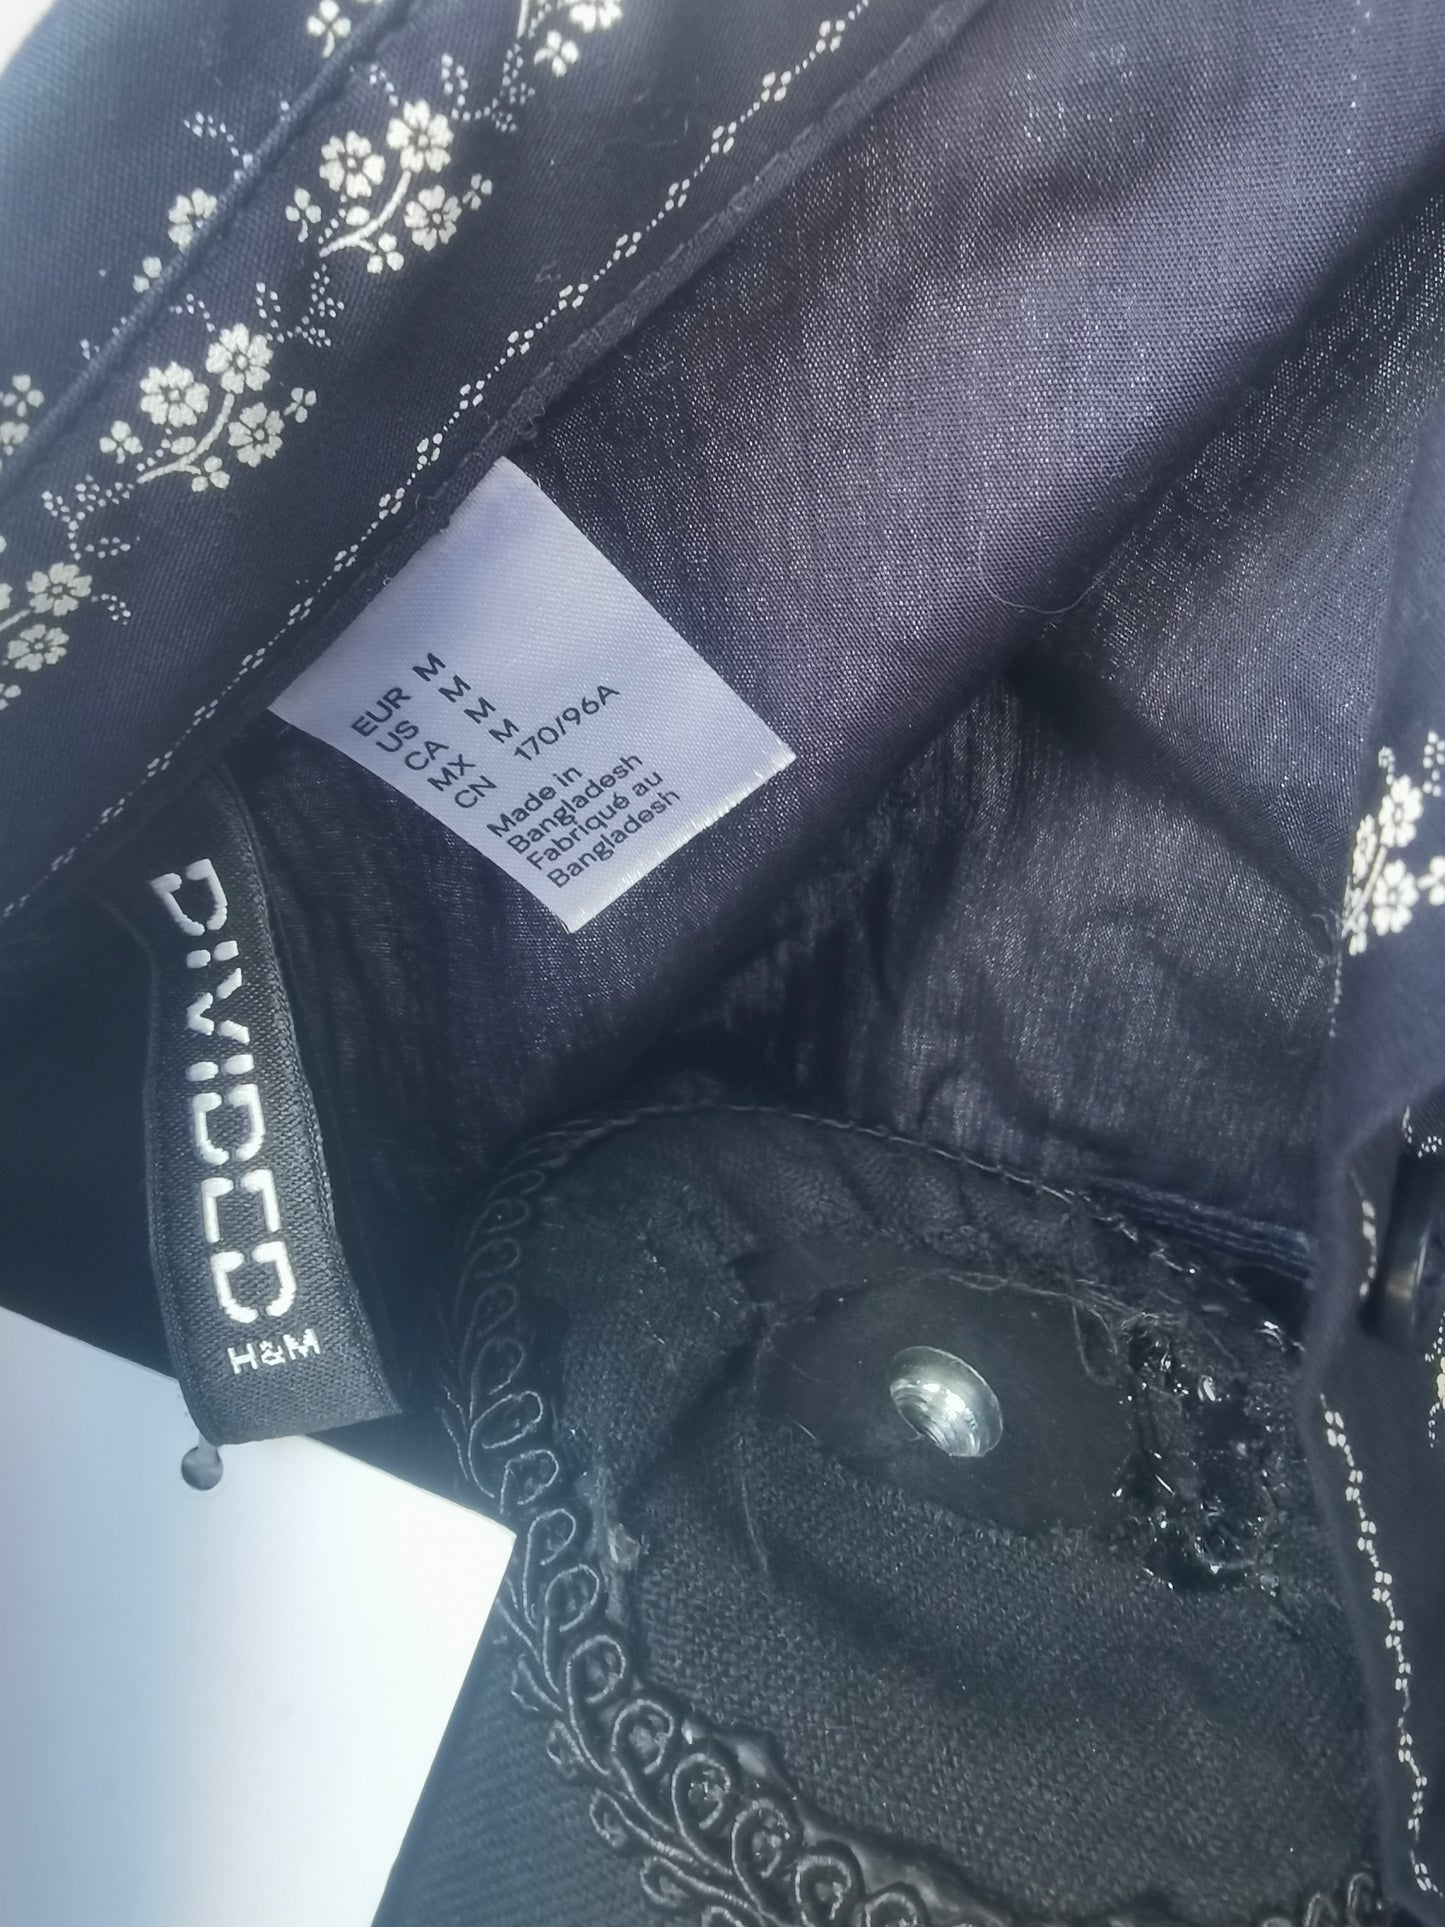 EUR M
US M
CA M
MX M
CN 170/96A
Made in
Bangladesh
Fabriqué au
Bangladesh
DIVIDED
H&M